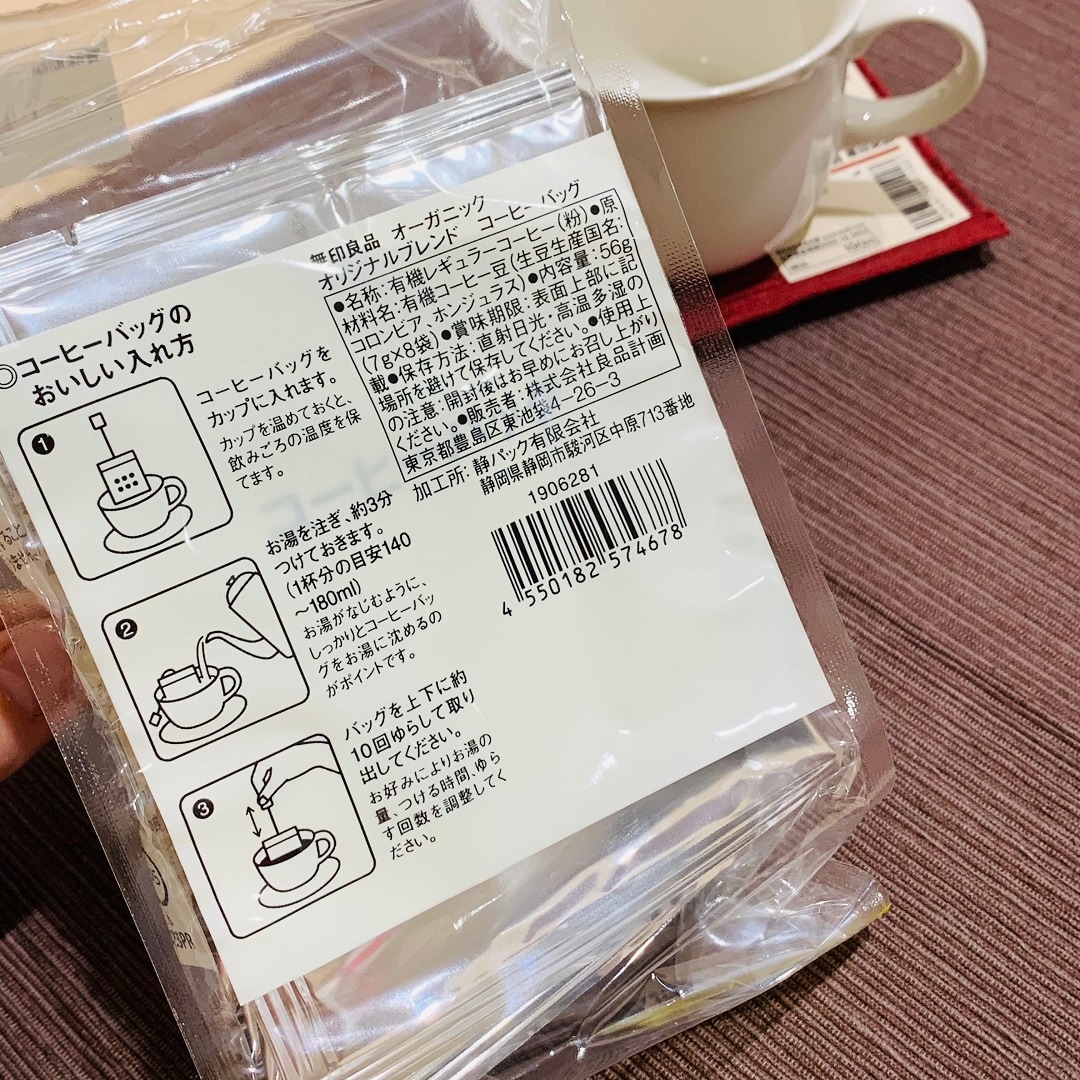 無印良品 オーガニック
オリジナルブレンド コーヒーバッグ
●名称:有機レギュラーコーヒー(粉)●原
材料名:有機コーヒー豆(生豆生産国名:
コロンビア、ホンジュラス)●内容量:56g
(7g×8袋)●賞味期限:表面上部に記
載●保存方法:直射日光・高温多湿の
場所を避けて保存してください。●使用上
の注意:開封後はお早めにお召し上がり
ください。●販売者:株式会社良品計画
東京都豊島区東池袋4-26-3
加工所:静パック有限会社
静岡県静岡市駿河区中原713番地
1906281
4 550182 574678
◎コーヒーバッグの
おいしい入れ方
1
コーヒーバッグを
カップに入れます。
カップを温めておくと、
飲みごろの温度を保
てます。
2
お湯を注ぎ、約3分
つけておきます。
(1杯分の目安140
~180ml)
お湯がなじむように、
しっかりとコーヒーバッ
グをお湯に沈めるの
がポイントです。
3
バッグを上下に約
10回ゆらして取り
出してください。
お好みによりお湯の
量、つける時間、ゆら
す回数を調整してく
ださい。